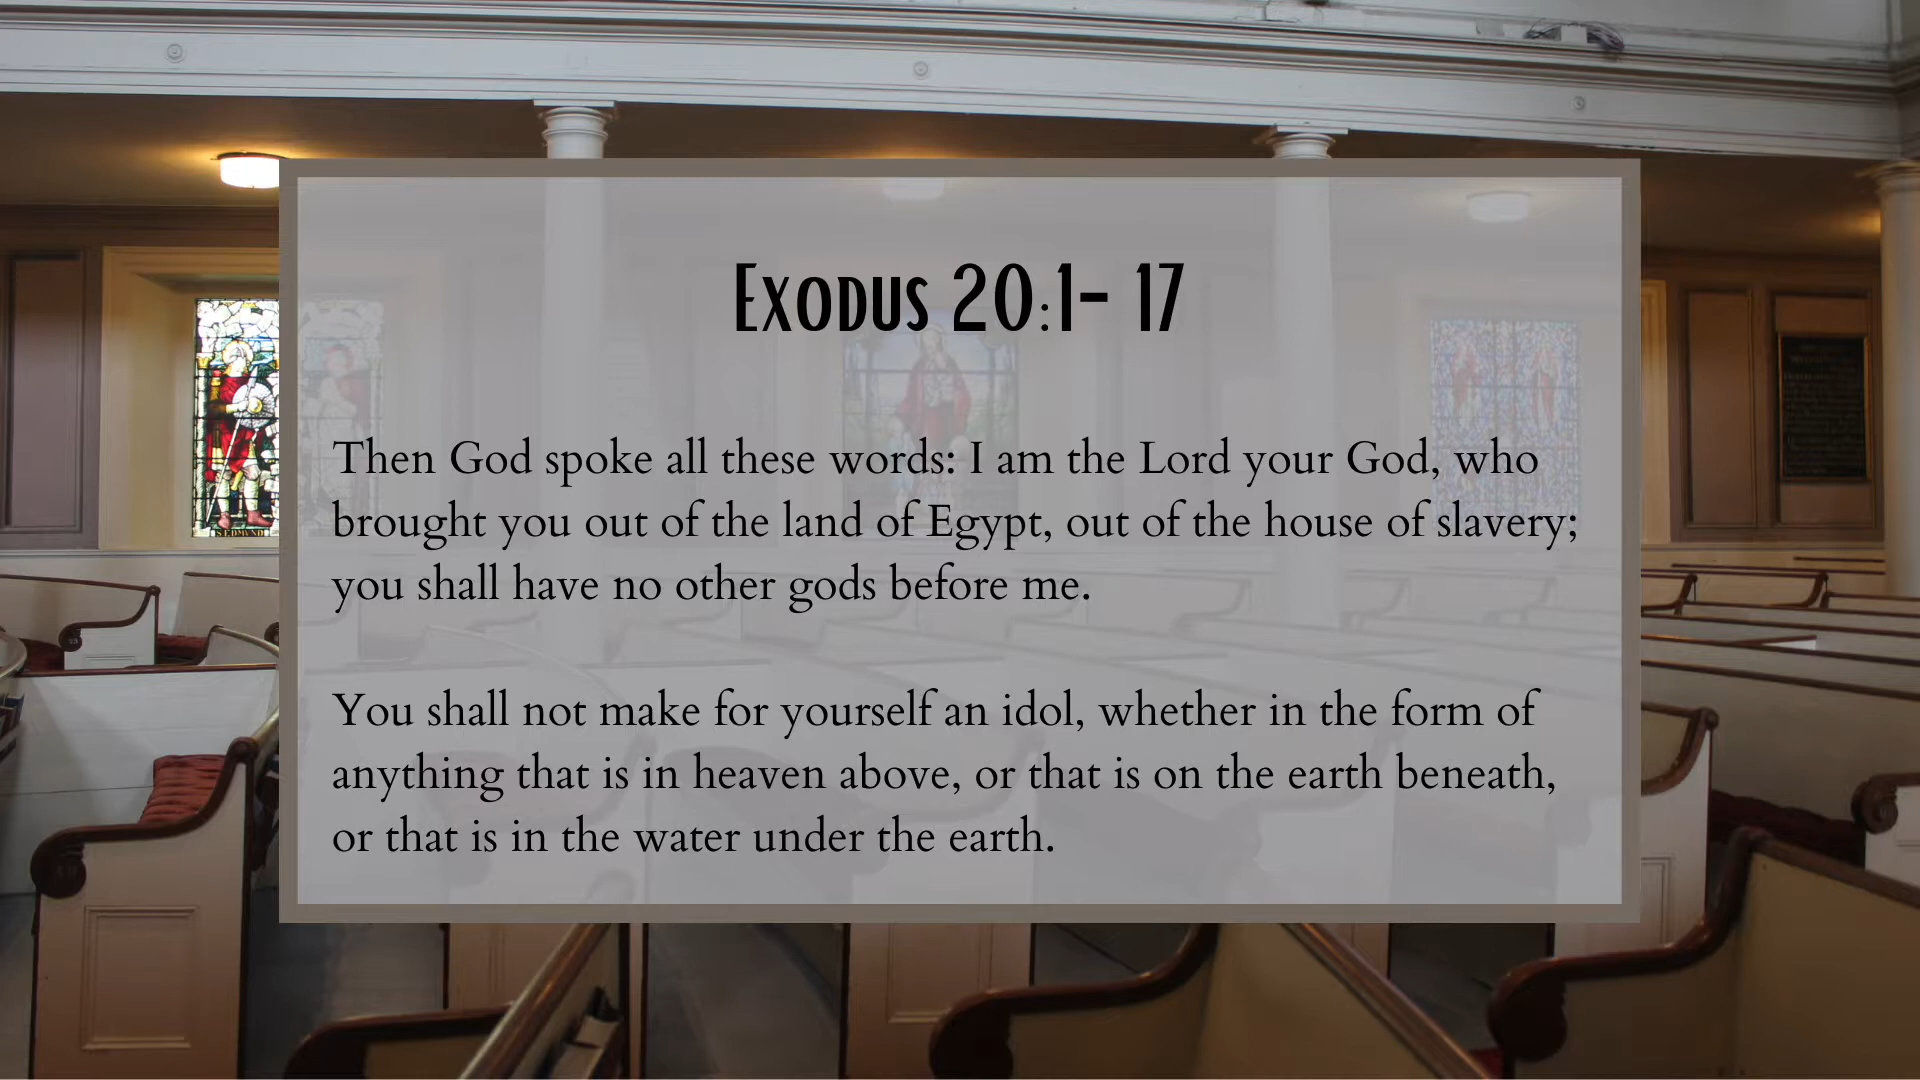 Exodus 20:1- 17
Then God spoke all these words: I am the Lord your God, who
brought you out of the land of Egypt, out of the house of slavery;
you shall have no other gods before me.
You shall not make for yourself an idol, whether in the form of
anything that is in heaven above, or that is on the earth beneath,
or that is in the water under the earth.
S EDMVND